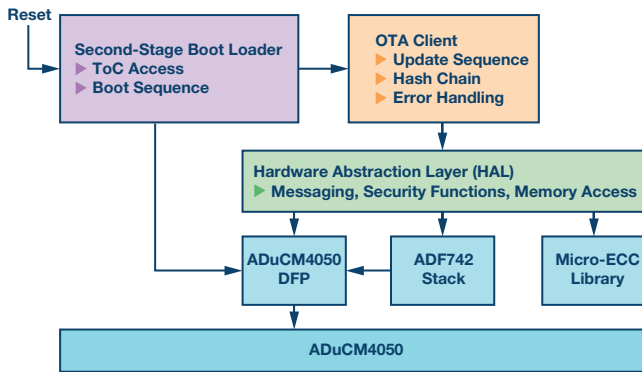 Reset
Second-Stage Boot Loader
ToC Access
Boot Sequence
OTA Client
Update Sequence
Hash Chain
Error Handling
Hardware Abstraction Layer (HAL)
Messaging, Security Functions, Memory Access
ADuCM4050
DFP
ADF742
Stack
Micro-ECC
Library
ADuCM4050